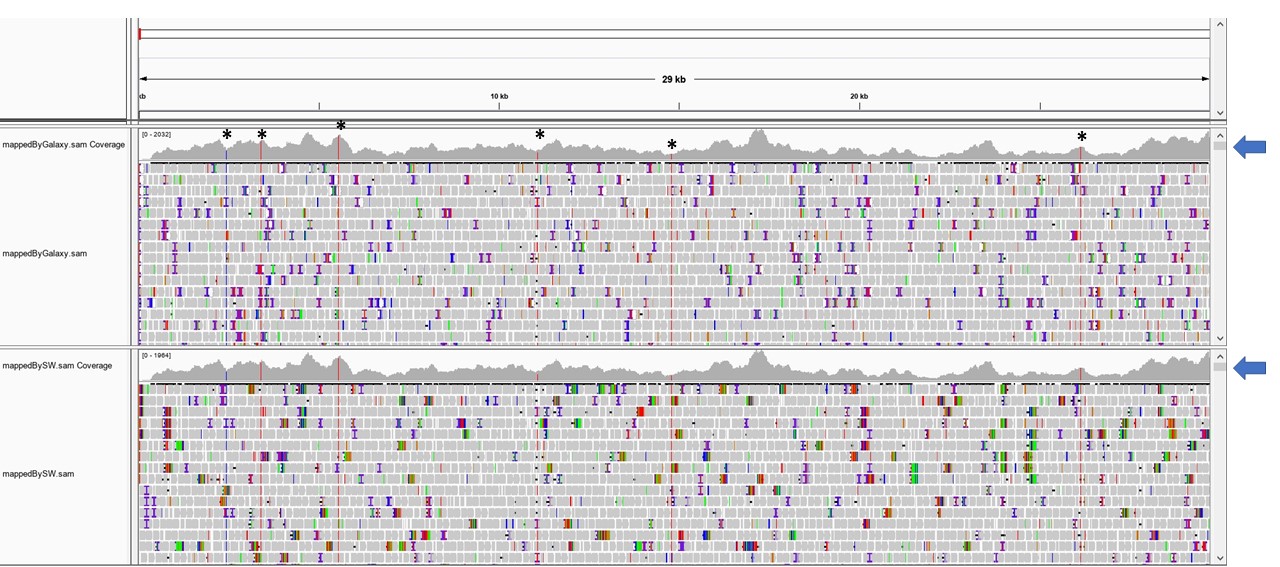 29 kb
kb
10 kb
20 kb
* * * * * *
[0 - 2032]
mappedByGalaxy.sam Coverage
mappedByGalaxy.sam
[0 - 1964]
mappedBySW.sam Coverage
mappedBySW.sam